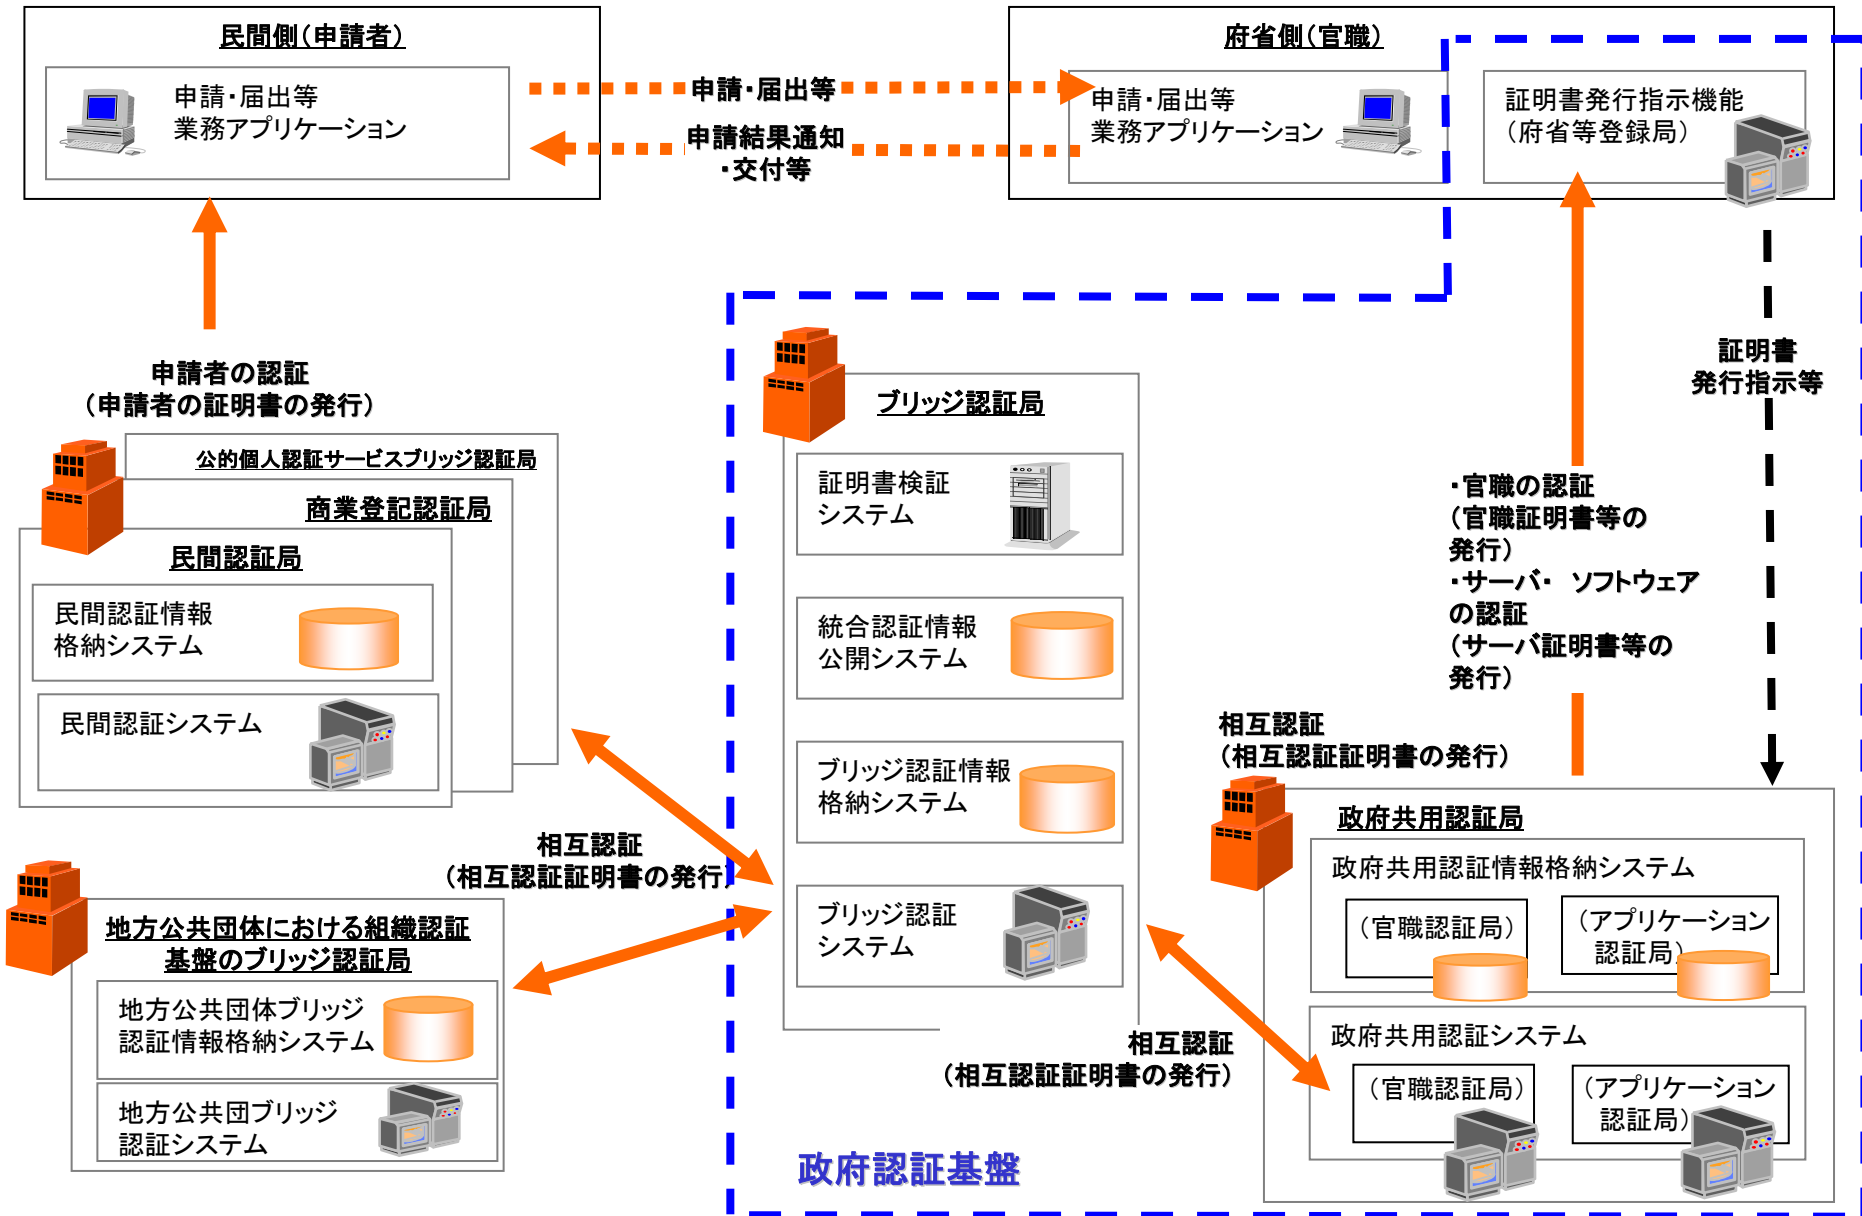 民間側（申請者）
申請・届出等
業務アプリケーション
申請・届出等
申請結果通知
・交付等
府省側（官職）
申請・届出等
業務アプリケーション
証明書発行指示機能
（府省等登録局）
申請者の認証
（申請者の証明書の発行）
証明書
発行指示等
公的個人認証サービスブリッジ認証局
商業登記認証局
民間認証局
民間認証情報
格納システム
民間認証システム
ブリッジ認証局
証明書検証
システム
統合認証情報
公開システム
ブリッジ認証情報
格納システム
ブリッジ認証
システム
・官職の認証
（官職証明書等の
発行）
・サーバ・　ソフトウェア
の認証
（サーバ証明書等の
発行）
相互認証
（相互認証証明書の発行）
相互認証
（相互認証証明書の発行）
地方公共団体における組織認証
基盤のブリッジ認証局
地方公共団体ブリッジ
認証情報格納システム
地方公共団ブリッジ
認証システム
政府共用認証局
政府共用認証情報格納システム
（官職認証局）
（アプリケーション
認証局）
相互認証
（相互認証証明書の発行）
政府共用認証システム
（官職認証局）
（アプリケーション
認証局）
政府認証基盤